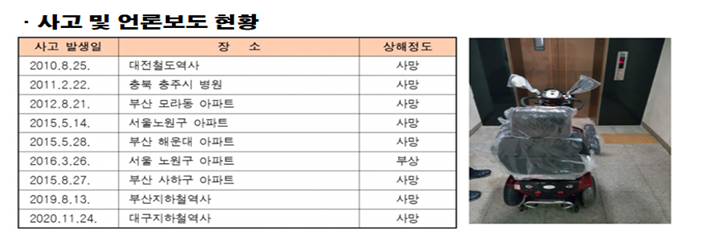 · 사고 및 언론보도 현황
사고 발생일 장 소 상해정도
2010.8.25. 대전철도역사 사망
2011.2.22. 충북 충주시 병원 사망
2012.8.21. 부산 모라동 아파트 사망
2015.5.14. 서울노원구 아파트 사망
2015.5.28. 부산 해운대 아파트 사망
2016.3.26. 서울 노원구 아파트 부상
2015.8.27. 부산 사하구 아파트 사망
2019.8.13. 부산지하철역사 사망
2020.11.24. 대구지하철역사 사망